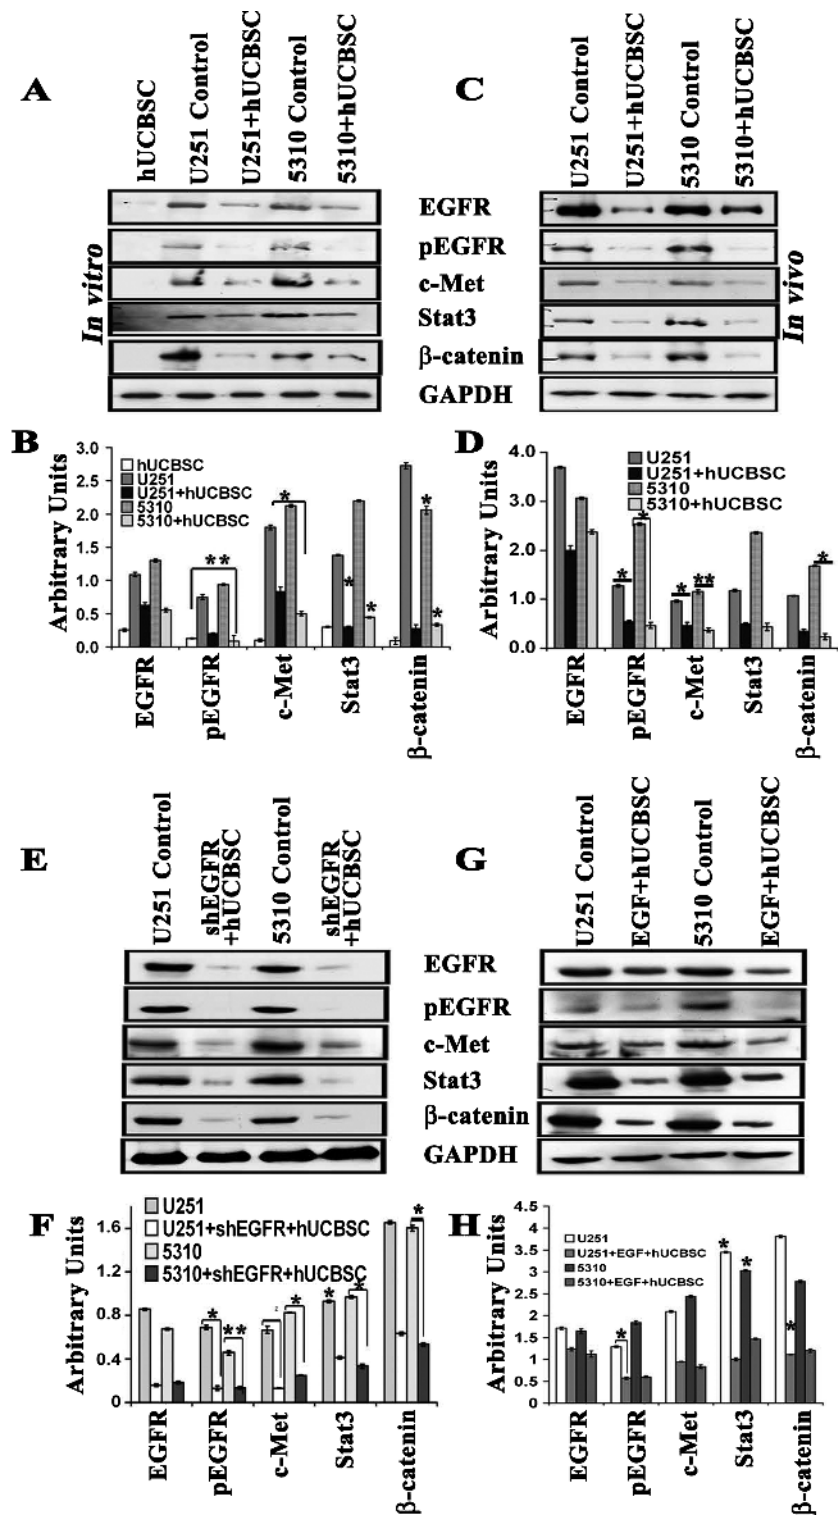 A
hUCBSC
U251 Control
U251+hUCBSC
5310 Control
5310+hUCBSC
In vitro
C
U251 Control
U251+hUCBSC
5310 Control
5310+hUCBSC
In vivo
EGFR
pEGFR
c-Met
Stat3
β-catenin
GAPDH
B
Arbitrary Units
3.0
2.5
2.0
1.5
1.0
0.5
0.0
hUCBSC
U251
U251+hUCBSC
5310
5310+hUCBSC
**
*
*
*
*
*
EGFR
pEGFR
c-Met
Stat3
β-catenin
D
Arbitrary Units
4.0
3.0
2.0
1.0
0.0
U251
U251+hUCBSC
5310
5310+hUCBSC
*
*
*
**
*
EGFR
pEGFR
c-Met
Stat3
β-catenin
E
U251 Control
shEGFR
+hUCBSC
5310 Control
shEGFR
+hUCBSC
G
U251 Control
EGF+hUCBSC
5310 Control
EGF+hUCBSC
EGFR
pEGFR
c-Met
Stat3
β-catenin
GAPDH
F
Arbitrary Units
1.6
1.2
0.8
0.4
0
U251
U251+shEGFR+hUCBSC
5310
5310+shEGFR+hUCBSC
*
**
*
*
*
*
EGFR
pEGFR
c-Met
Stat3
β-catenin
H
Arbitrary Units
4.5
4
3.5
3
2.5
2
1.5
1
0.5
0
U251
U251+EGF+hUCBSC
5310
5310+EGF+hUCBSC
*
*
*
*
EGFR
pEGFR
c-Met
Stat3
β-catenin